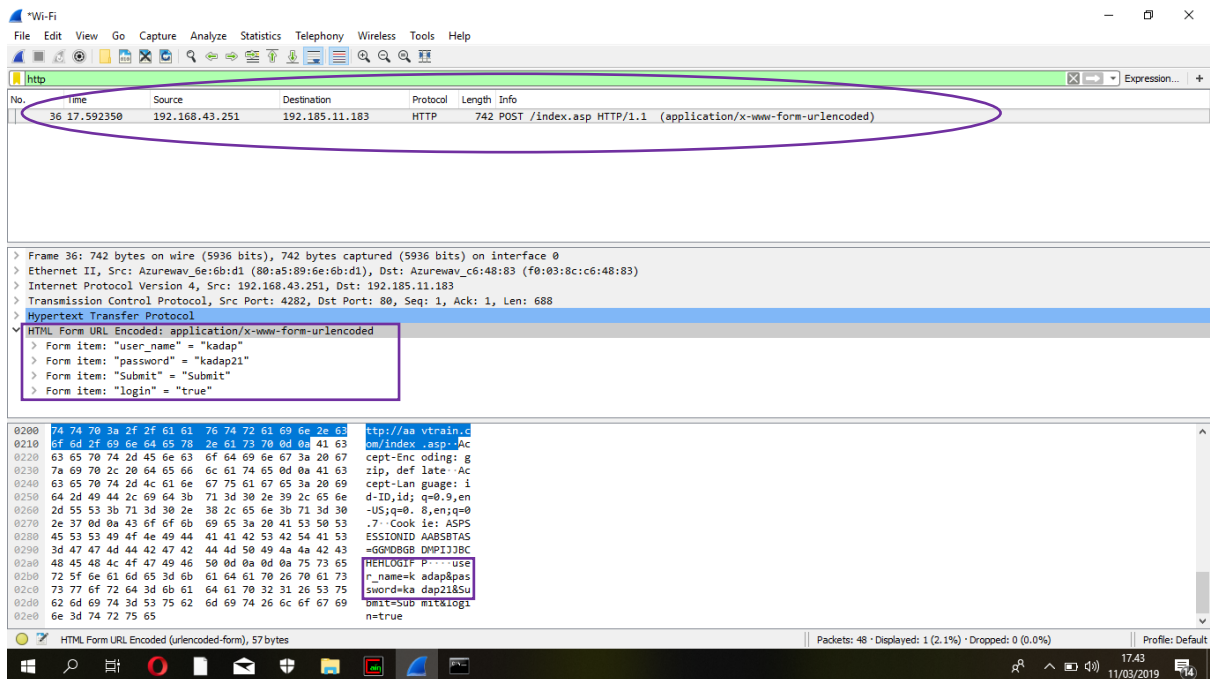 *Wi-Fi
File Edit View Go Capture Analyze Statistics Telephony Wireless Tools Help
http Expression... +
No. Time Source Destination Protocol Length Info
36 17.592350 192.168.43.251 192.185.11.183 HTTP 742 POST /index.asp HTTP/1.1 (application/x-www-form-urlencoded)
> Frame 36: 742 bytes on wire (5936 bits), 742 bytes captured (5936 bits) on interface 0
> Ethernet II, Src: Azurewav_6e:6b:d1 (80:a5:89:6e:6b:d1), Dst: Azurewav_c6:48:83 (f0:03:8c:c6:48:83)
> Internet Protocol Version 4, Src: 192.168.43.251, Dst: 192.185.11.183
> Transmission Control Protocol, Src Port: 4282, Dst Port: 80, Seq: 1, Ack: 1, Len: 688
> Hypertext Transfer Protocol
HTML Form URL Encoded: application/x-www-form-urlencoded
> Form item: "user_name" = "kadap"
> Form item: "password" = "kadap21"
> Form item: "Submit" = "Submit"
> Form item: "login" = "true"
0200 74 74 70 3a 2f 2f 61 61 76 74 72 61 69 6e 2e 63 ttp://aa vtrain.c
0210 6f 6d 2f 69 6e 64 65 78 2e 61 73 70 0d 0a 41 63 om/index .asp··Ac
0220 63 65 70 74 2d 45 6e 63 6f 64 69 6e 67 3a 20 67 cept-Enc oding: g
0230 7a 69 70 2c 20 64 65 66 6c 61 74 65 0d 0a 41 63 zip, def late··Ac
0240 63 65 70 74 2d 4c 61 6e 67 75 61 67 65 3a 20 69 cept-Lan guage: i
0250 64 2d 49 44 2c 69 64 3b 71 3d 30 2e 39 2c 65 6e d-ID,id; q=0.9,en
0260 2d 55 53 3b 71 3d 30 2e 38 2c 65 6e 3b 71 3d 30 -US;q=0. 8,en;q=0
0270 2e 37 0d 0a 43 6f 6f 6b 69 65 3a 20 41 53 50 53 .7··Cook ie: ASPS
0280 45 53 53 49 4f 4e 49 44 41 41 42 53 42 54 41 53 ESSIONID AABSBTAS
0290 3d 47 47 4d 44 42 47 42 44 4d 50 49 4a 4a 42 43 =GGMDBGB DMPIJJBC
02a0 48 45 48 4c 4f 47 49 46 50 0d 0a 0d 0a 75 73 65 HEHLOGIF P····use
02b0 72 5f 6e 61 6d 65 3d 6b 61 64 61 70 26 70 61 73 r_name=k adap&pas
02c0 73 77 6f 72 64 3d 6b 61 64 61 70 32 31 26 53 75 sword=ka dap21&Su
02d0 62 6d 69 74 3d 53 75 62 6d 69 74 26 6c 6f 67 69 bmit=Sub mit&logi
02e0 6e 3d 74 72 75 65 n=true
HTML Form URL Encoded (urlencoded-form), 57 bytes Packets: 48 · Displayed: 1 (2.1%) · Dropped: 0 (0.0%) Profile: Default
17.43
11/03/2019
14